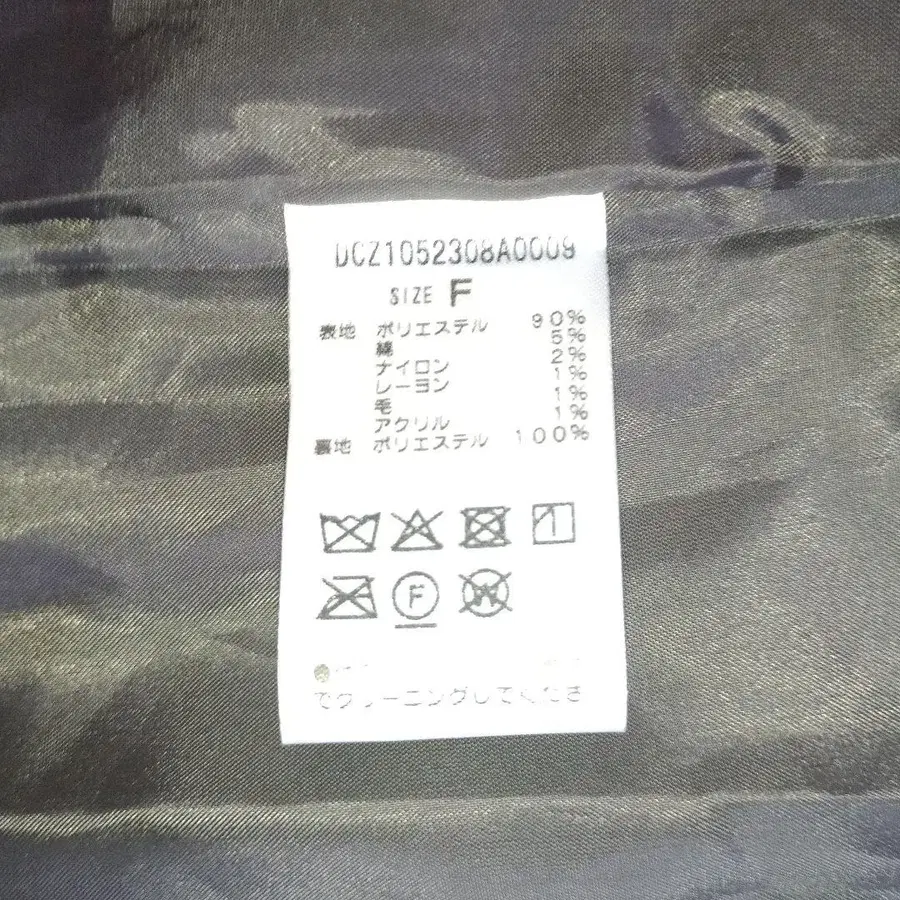 DCZ1052308A0009
SIZE F
表地 ポリエステル 90%
綿 5%
ナイロン 2%
レーヨン 1%
毛 1%
アクリル 1%
裏地 ポリエステル 100%
F
W
でクリーニングしてくださ